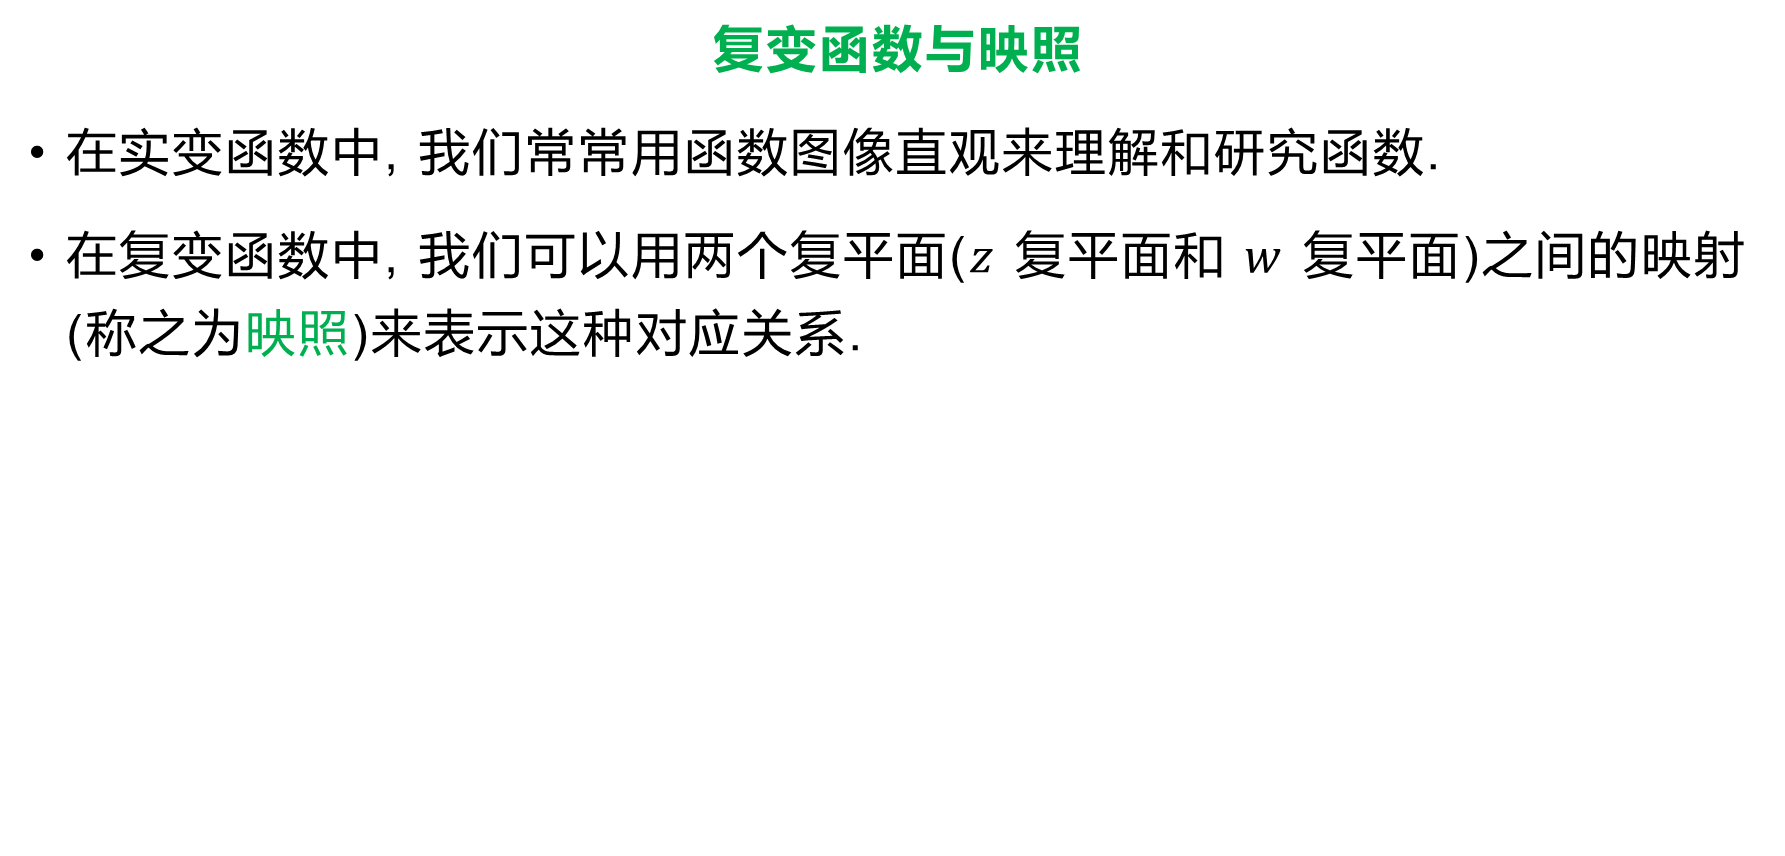 复变函数与映照
• 在实变函数中, 我们常常用函数图像直观来理解和研究函数.
• 在复变函数中, 我们可以用两个复平面(z 复平面和 w 复平面)之间的映射
(称之为映照)来表示这种对应关系.